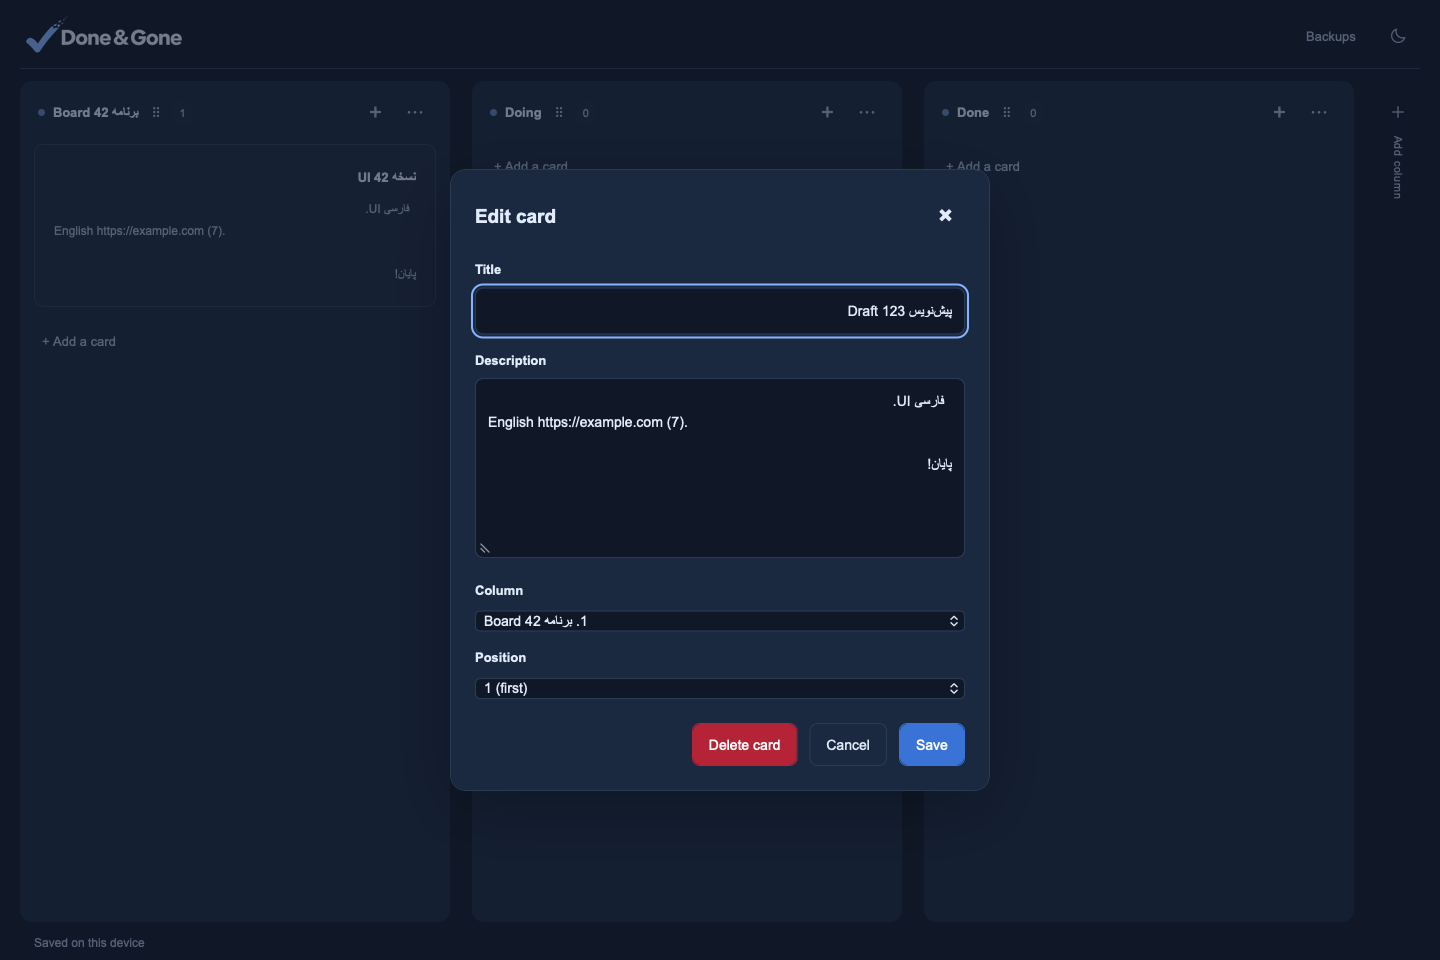 Done & Gone
Backups
برنامه Board 42
1
Doing
0
Done
0
Add column
نسخه 42 UI
فارسی UI.
English https://example.com (7).
پایان!
+ Add a card
+ Add a card
+ Add a card
Edit card
Title
پیش‌نویس Draft 123
Description
فارسی UI.
English https://example.com (7).
پایان!
Column
1. برنامه Board 42
Position
1 (first)
Delete card
Cancel
Save
Saved on this device